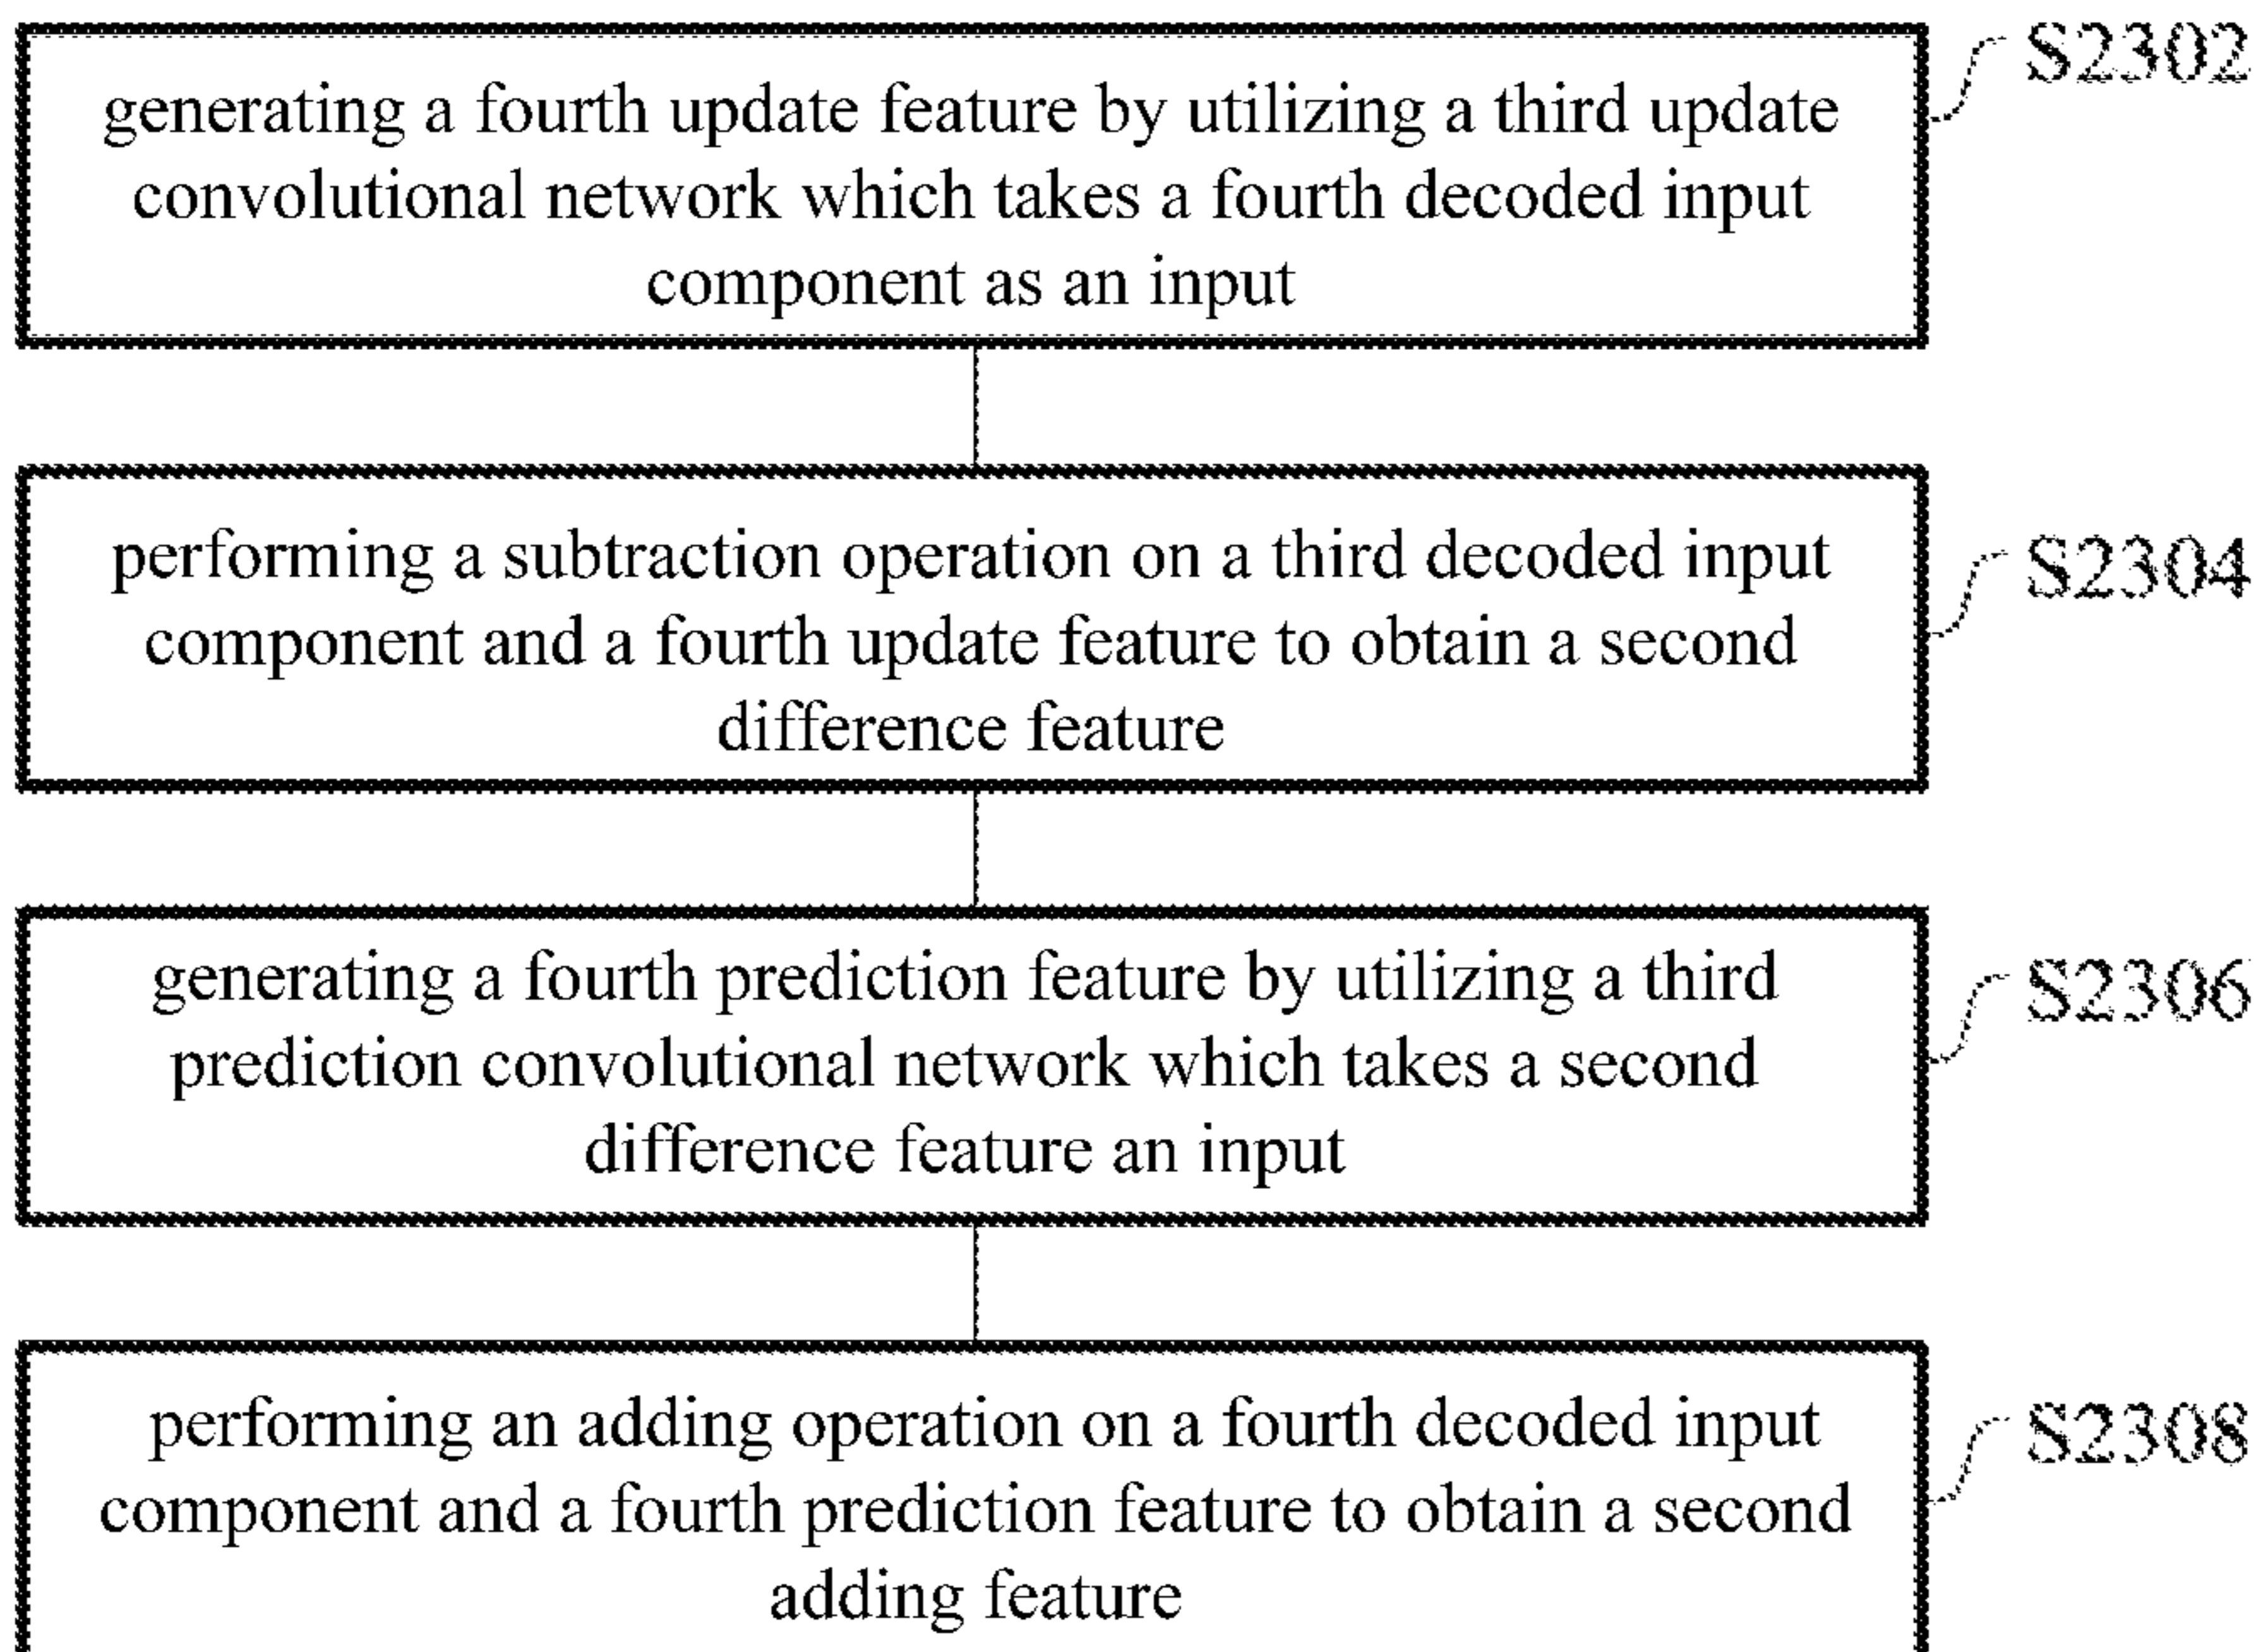 generating a fourth update feature by utilizing a third update
convolutional network which takes a fourth decoded input
component as an input
S2302
performing a subtraction operation on a third decoded input
component and a fourth update feature to obtain a second
difference feature
S2304
generating a fourth prediction feature by utilizing a third
prediction convolutional network which takes a second
difference feature an input
S2306
performing an adding operation on a fourth decoded input
component and a fourth prediction feature to obtain a second
adding feature
S2308